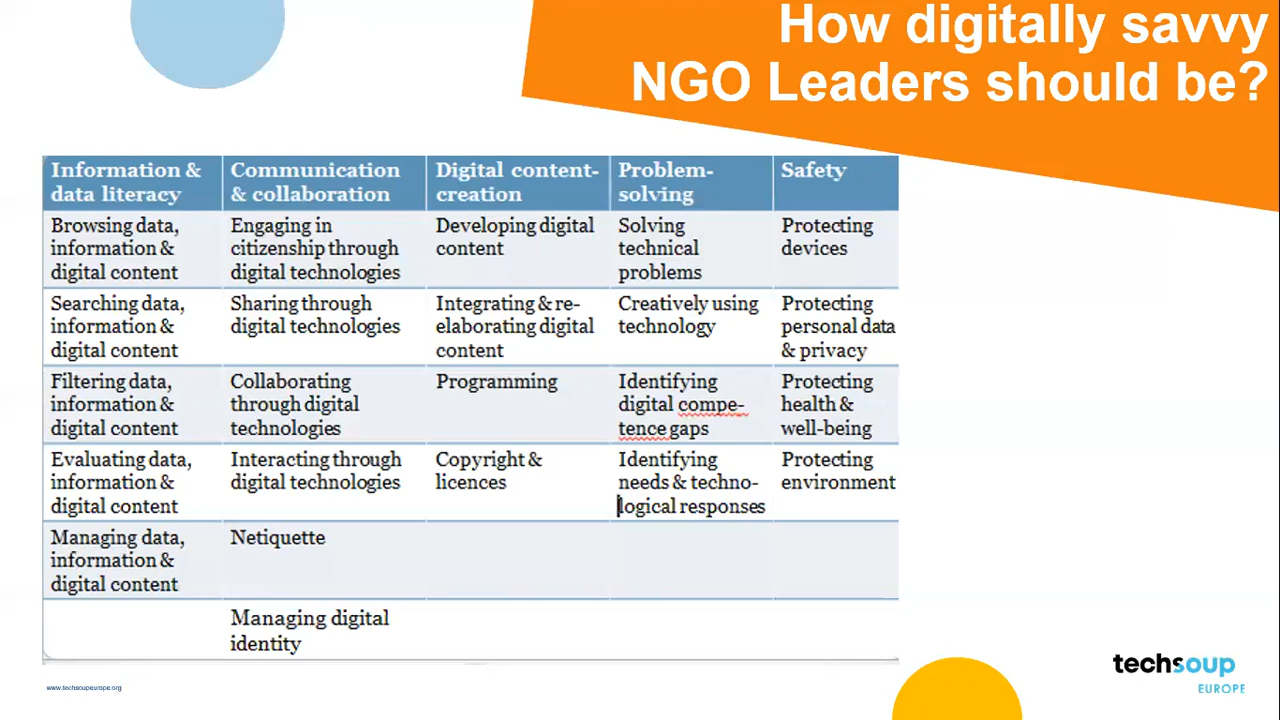 How digitally savvy
NGO Leaders should be?
Information &
data literacy
Communication
& collaboration
Digital content-
creation
Problem-
solving
Safety
Browsing data,
information &
digital content
Engaging in
citizenship through
digital technologies
Developing digital
content
Solving
technical
problems
Protecting
devices
Searching data,
information &
digital content
Sharing through
digital technologies
Integrating & re-
elaborating digital
content
Creatively using
technology
Protecting
personal data
& privacy
Filtering data,
information &
digital content
Collaborating
through digital
technologies
Programming
Identifying
digital compe-
tence gaps
Protecting
health &
well-being
Evaluating data,
information &
digital content
Interacting through
digital technologies
Copyright &
licences
Identifying
needs & techno-
logical responses
Protecting
environment
Managing data,
information &
digital content
Netiquette
Managing digital
identity
www.techsoupeurope.org
techsoup
EUROPE